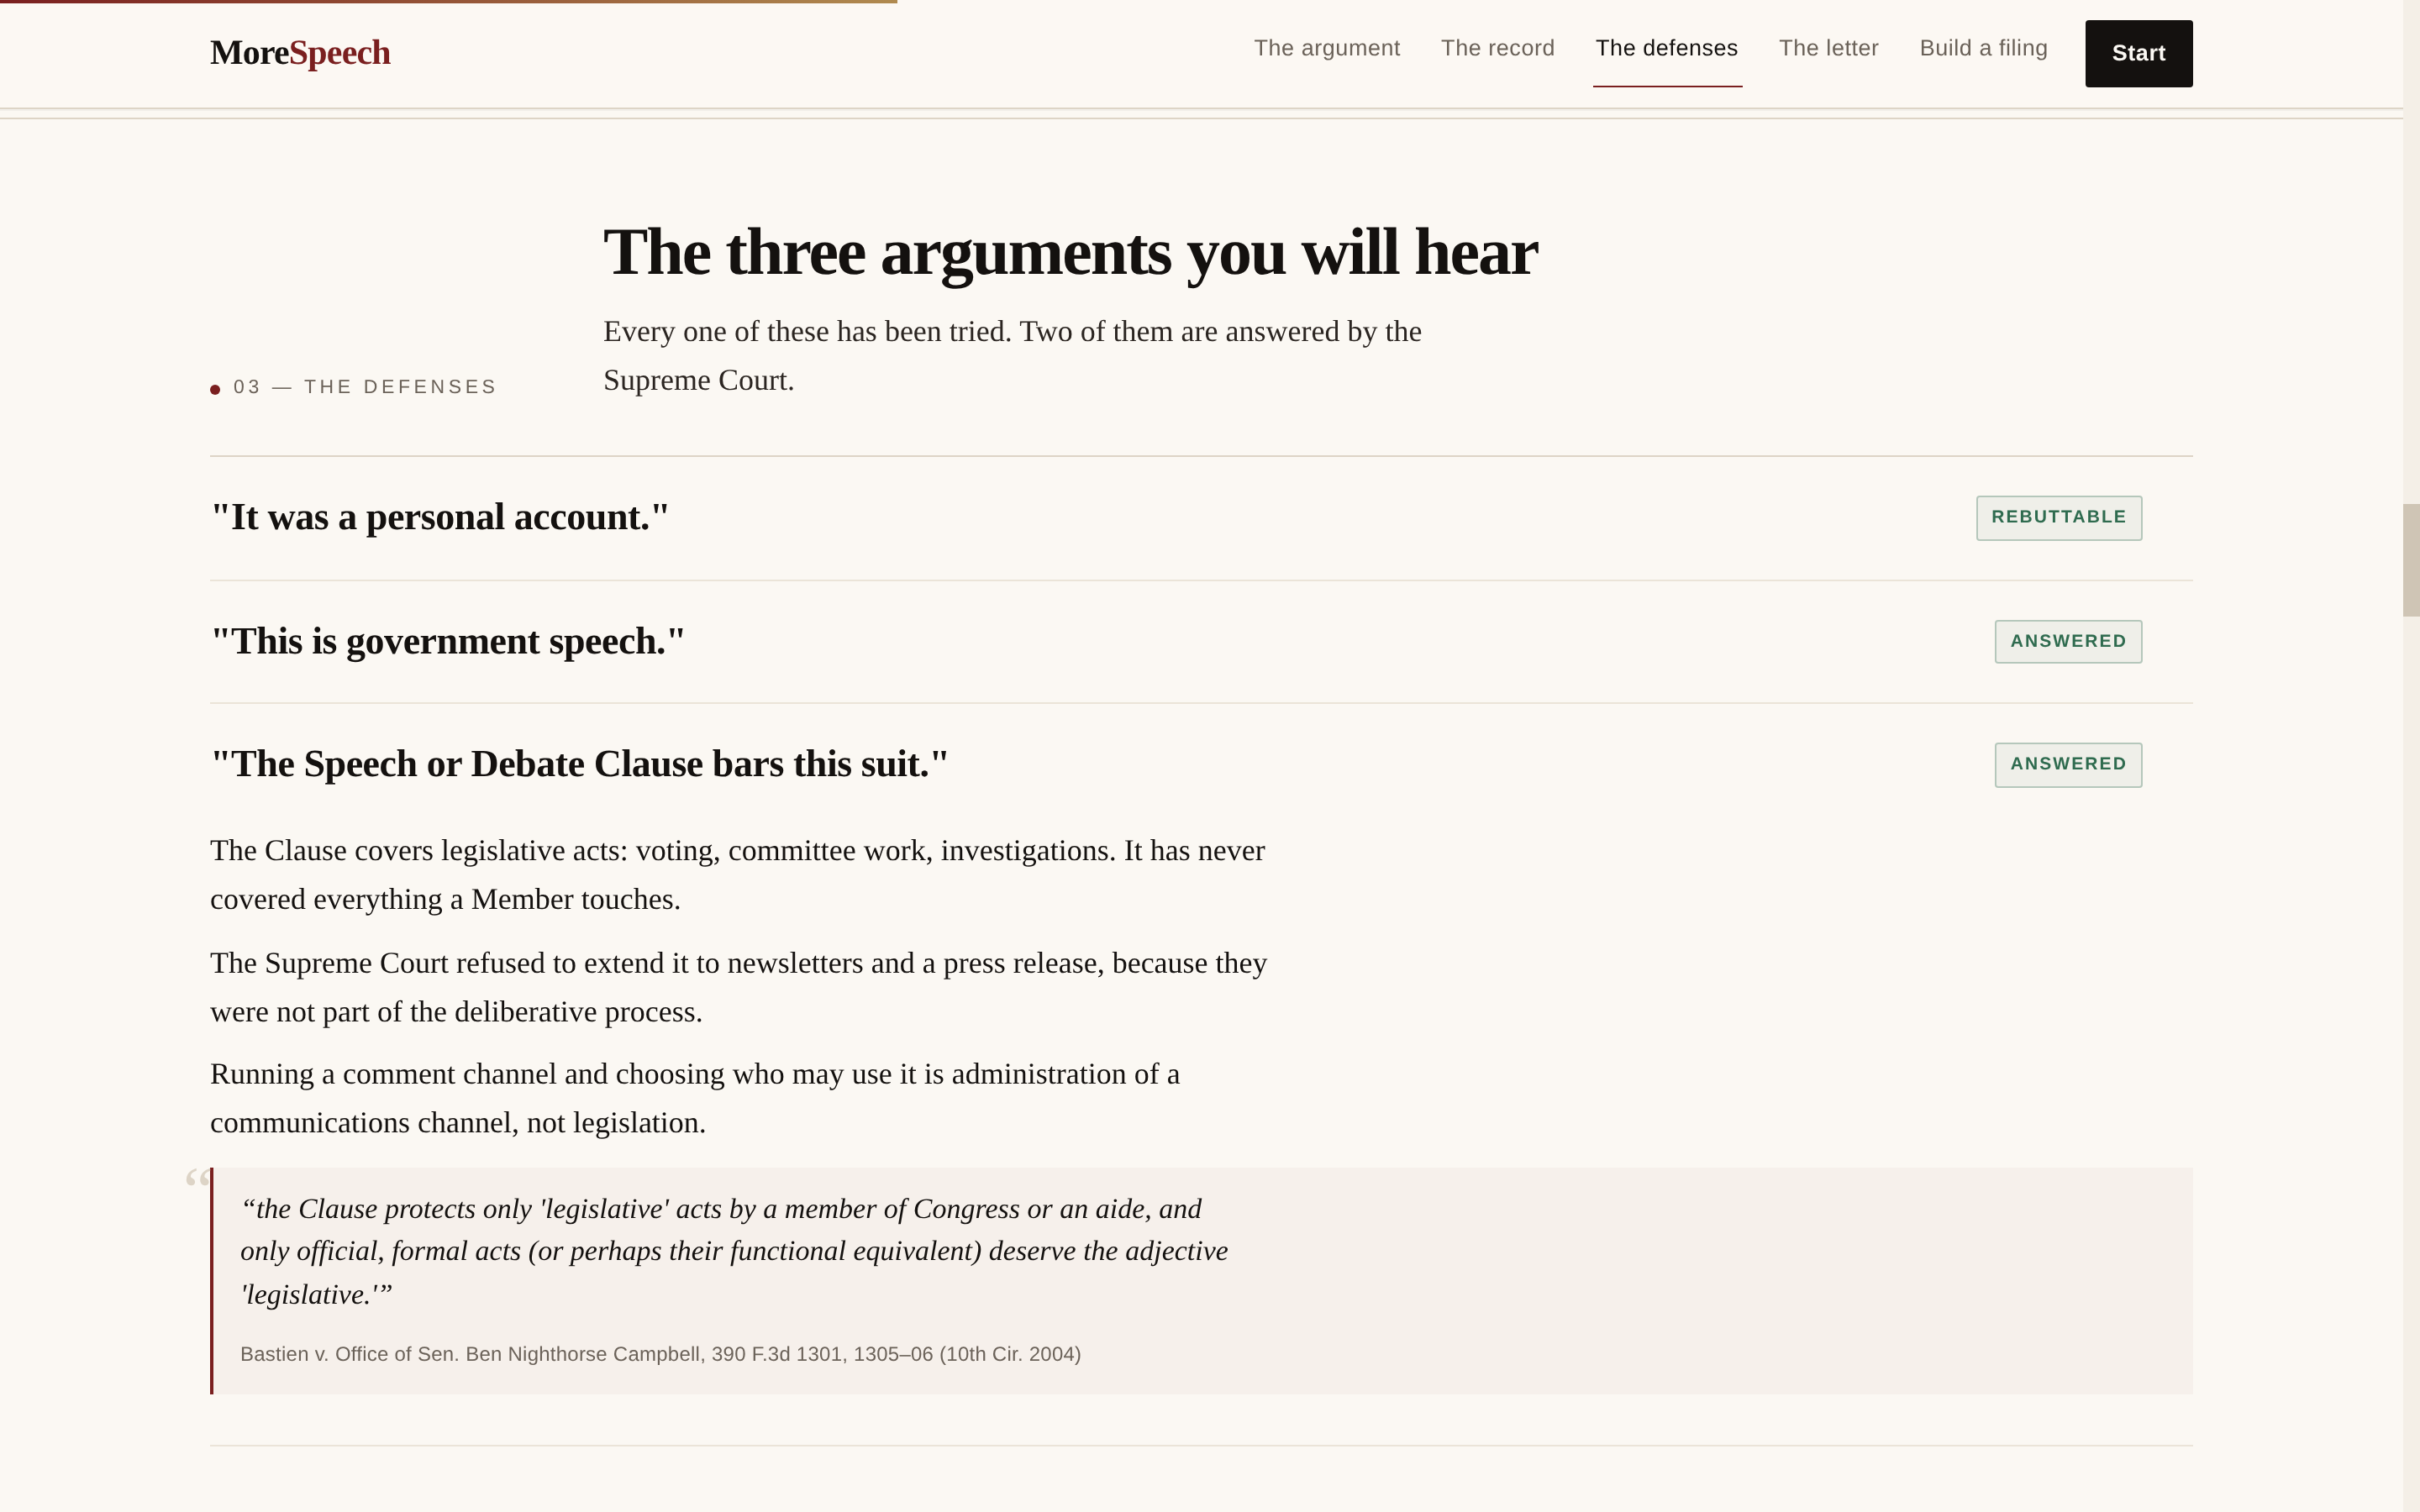 MoreSpeech
The argument The record The defenses The letter Build a filing Start
The three arguments you will hear
Every one of these has been tried. Two of them are answered by the
Supreme Court.
03 — THE DEFENSES
"It was a personal account."
REBUTTABLE
"This is government speech."
ANSWERED
"The Speech or Debate Clause bars this suit."
ANSWERED
The Clause covers legislative acts: voting, committee work, investigations. It has never
covered everything a Member touches.
The Supreme Court refused to extend it to newsletters and a press release, because they
were not part of the deliberative process.
Running a comment channel and choosing who may use it is administration of a
communications channel, not legislation.
“
“the Clause protects only 'legislative' acts by a member of Congress or an aide, and
only official, formal acts (or perhaps their functional equivalent) deserve the adjective
'legislative.'”
Bastien v. Office of Sen. Ben Nighthorse Campbell, 390 F.3d 1301, 1305–06 (10th Cir. 2004)